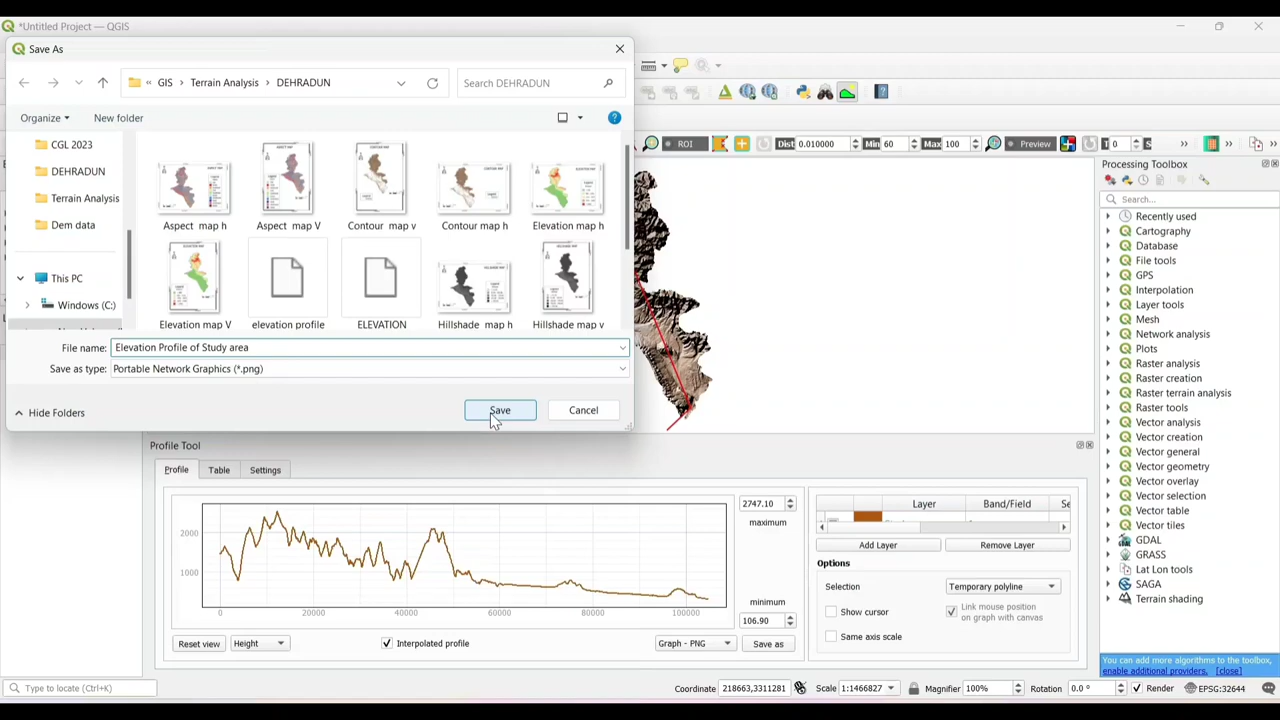 *Untitled Project — QGIS
Save As
« GIS › Terrain Analysis › DEHRADUN
Search DEHRADUN
Organize
New folder
CGL 2023
DEHRADUN
Terrain Analysis
Dem data
This PC
Windows (C:)
Aspect map h
Aspect map V
Contour map v
Contour map h
Elevation map h
Elevation map V
elevation profile
ELEVATION
Hillshade map h
Hillshade map v
File name: Elevation Profile of Study area
Save as type: Portable Network Graphics (*.png)
Hide Folders
Save
Cancel
ROI
Dist 0.010000
Min 60
Max 100
Preview
T 0
S
Processing Toolbox
Search...
Recently used
Cartography
Database
File tools
GPS
Interpolation
Layer tools
Mesh
Network analysis
Plots
Raster analysis
Raster creation
Raster terrain analysis
Raster tools
Vector analysis
Vector creation
Vector general
Vector geometry
Vector overlay
Vector selection
Vector table
Vector tiles
GDAL
GRASS
Lat Lon tools
SAGA
Terrain shading
You can add more algorithms to the toolbox,
enable additional providers. [close]
Profile Tool
Profile
Table
Settings
2000
1000
0
20000
40000
60000
80000
100000
2747.10
maximum
minimum
106.90
Reset view
Height
Interpolated profile
Graph - PNG
Save as
Layer
Band/Field
Se
Add Layer
Remove Layer
Options
Selection
Temporary polyline
Show cursor
Link mouse position
on graph with canvas
Same axis scale
Type to locate (Ctrl+K)
Coordinate 218663,3311281
Scale 1:1466827
Magnifier 100%
Rotation 0.0 °
Render
EPSG:32644